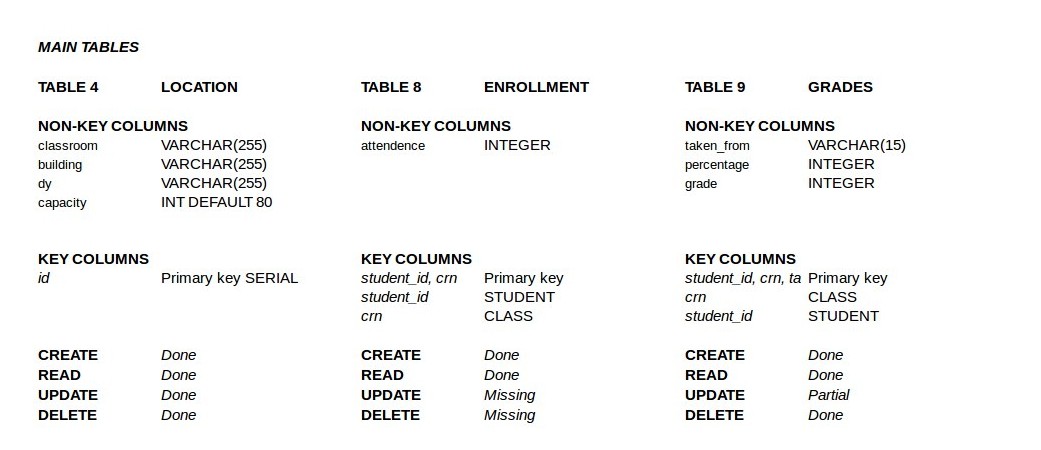 MAIN TABLES
TABLE 4 LOCATION
NON-KEY COLUMNS
classroom VARCHAR(255)
building VARCHAR(255)
dy VARCHAR(255)
capacity INT DEFAULT 80
KEY COLUMNS
id Primary key SERIAL
CREATE Done
READ Done
UPDATE Done
DELETE Done
TABLE 8 ENROLLMENT
NON-KEY COLUMNS
attendence INTEGER
KEY COLUMNS
student_id, crn Primary key
student_id STUDENT
crn CLASS
CREATE Done
READ Done
UPDATE Missing
DELETE Missing
TABLE 9 GRADES
NON-KEY COLUMNS
taken_from VARCHAR(15)
percentage INTEGER
grade INTEGER
KEY COLUMNS
student_id, crn, ta Primary key
crn CLASS
student_id STUDENT
CREATE Done
READ Done
UPDATE Partial
DELETE Done